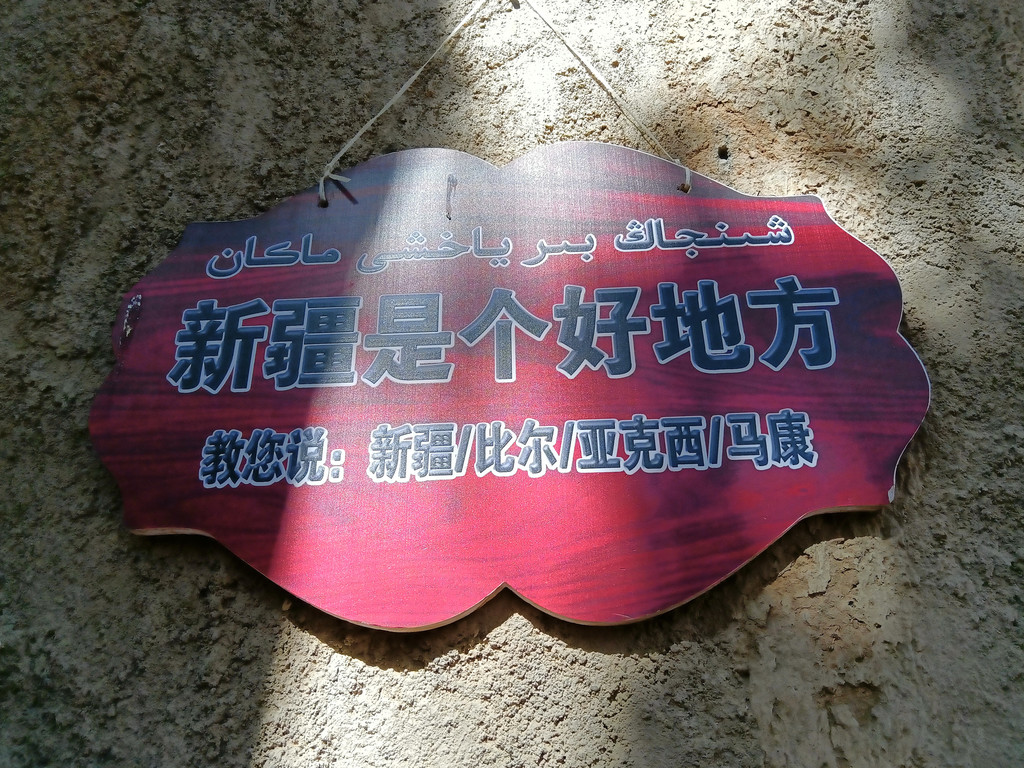 شىنجاڭ بىر ياخشى ماكان
新疆是个好地方
教您说：新疆/比尔/亚克西/马康